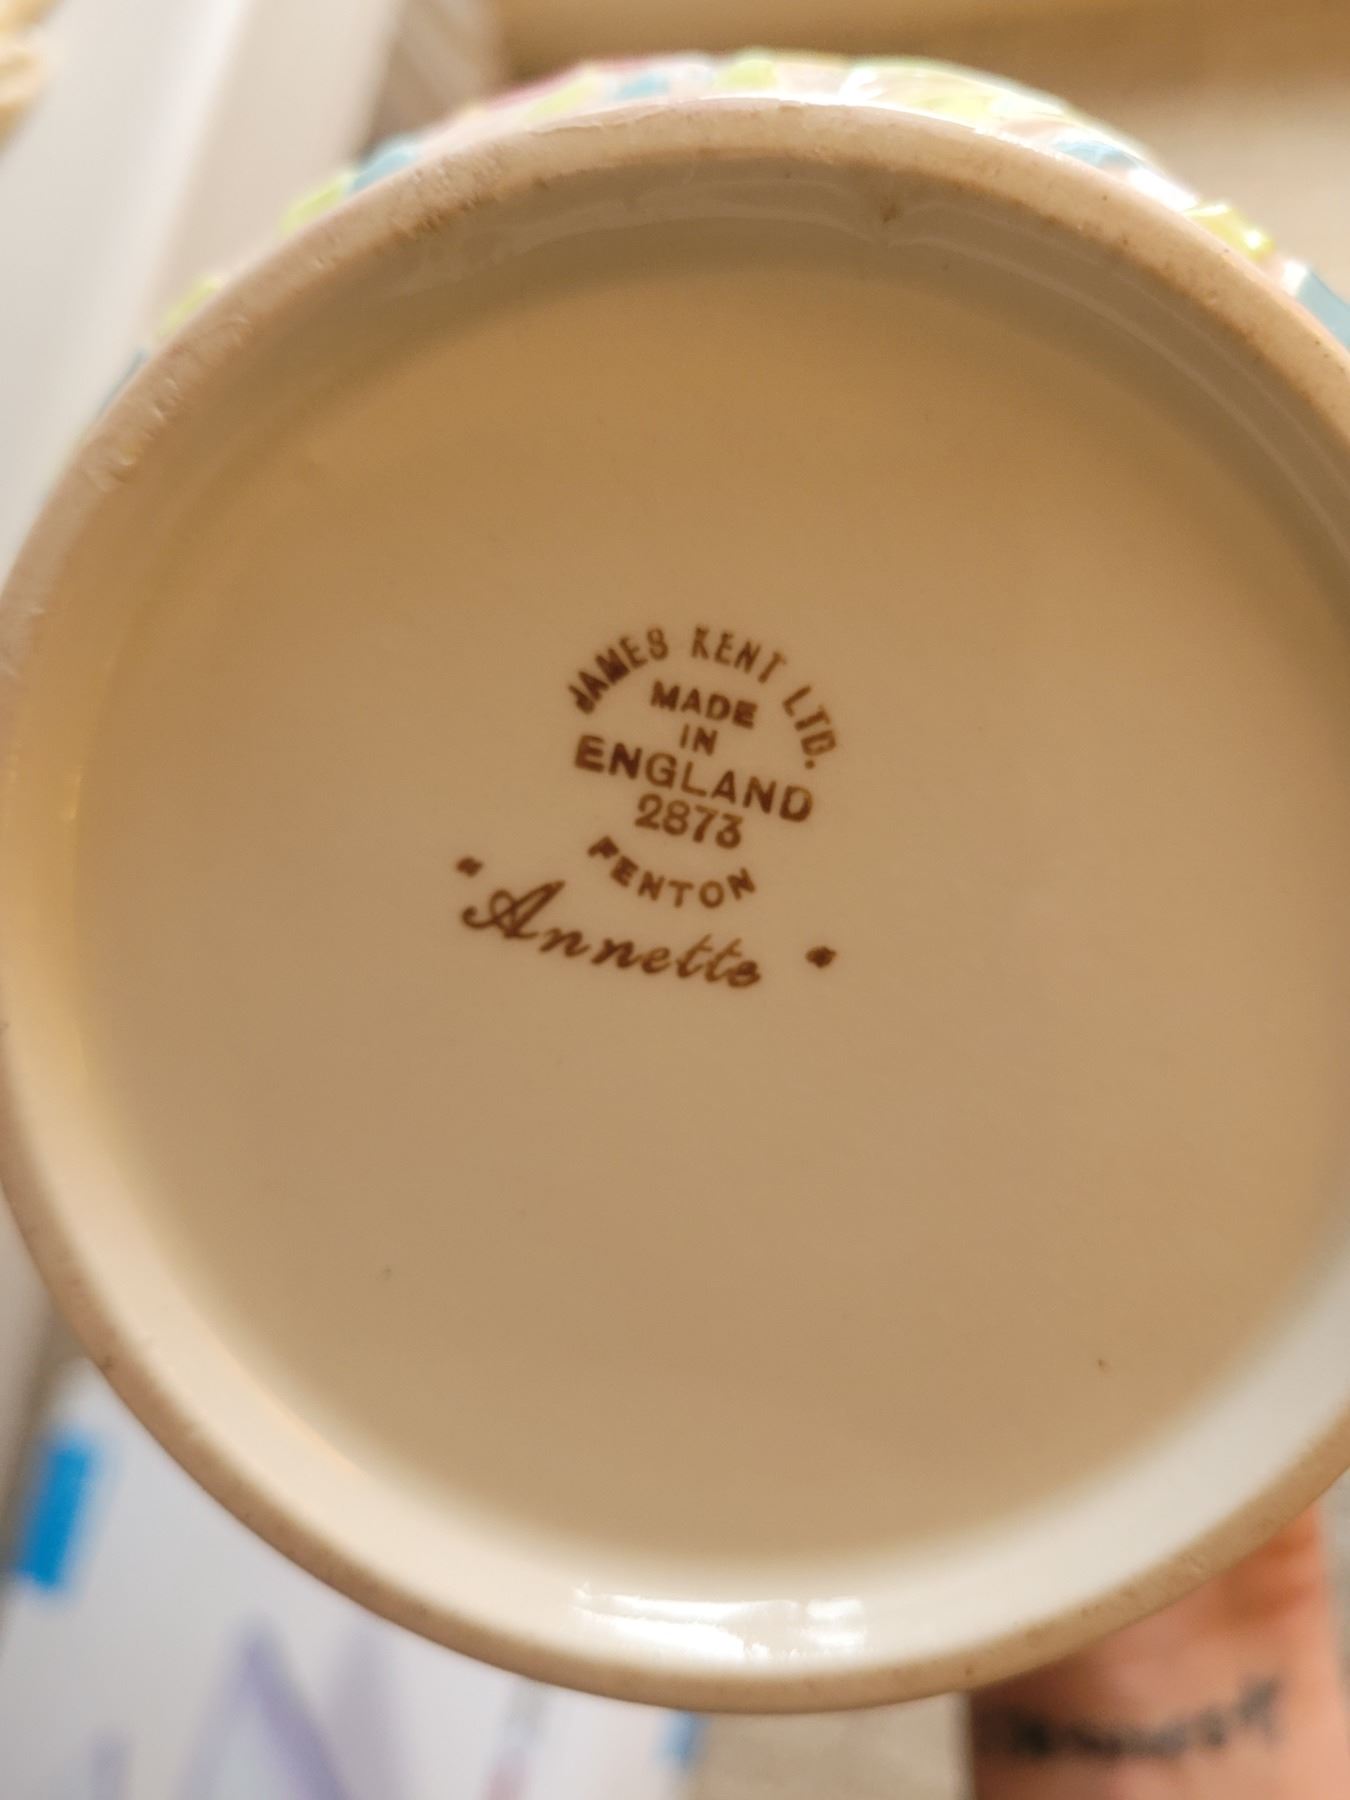 JAMES KENT LTD.
MADE
IN
ENGLAND
2873
FENTON
"Annette"